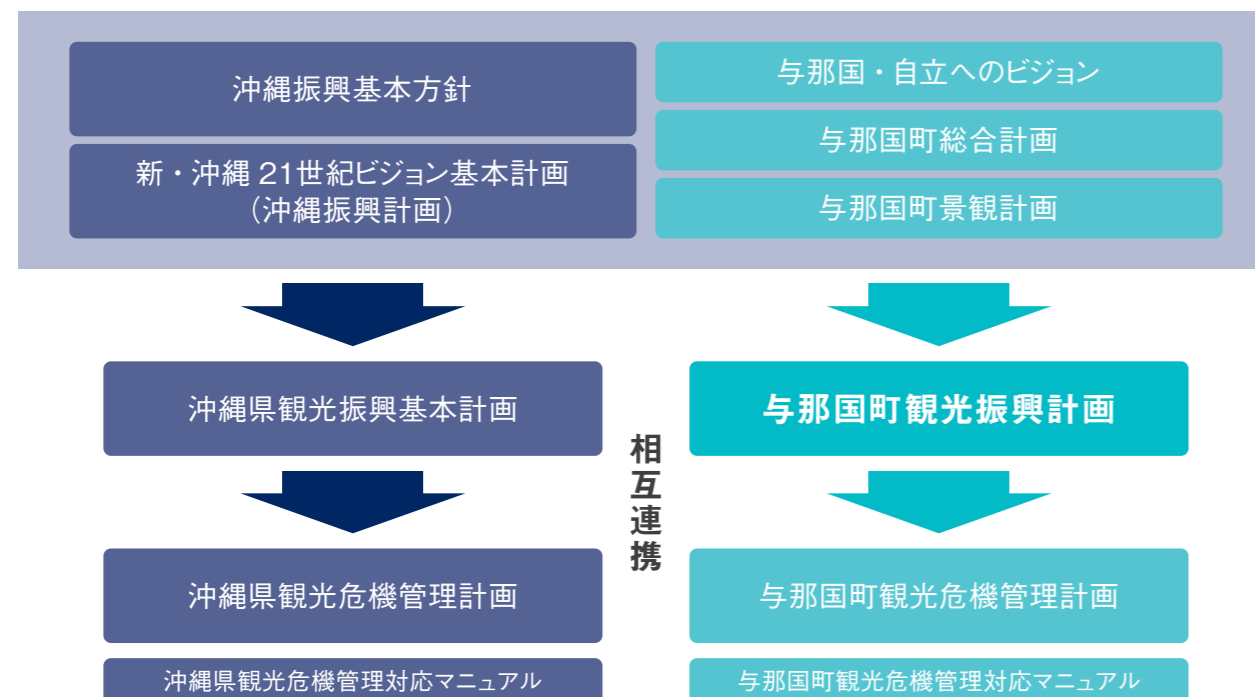 沖縄振興基本方針
新・沖縄 21世紀ビジョン基本計画
（沖縄振興計画）
与那国・自立へのビジョン
与那国町総合計画
与那国町景観計画
沖縄県観光振興基本計画
与那国町観光振興計画
相互連携
沖縄県観光危機管理計画
与那国町観光危機管理計画
沖縄県観光危機管理対応マニュアル
与那国町観光危機管理対応マニュアル